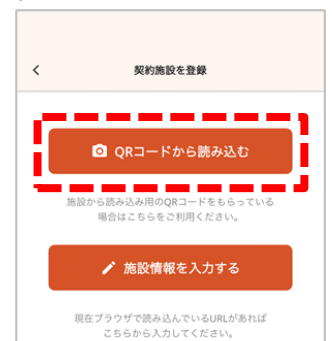 契約施設を登録
QRコードから読み込む
施設から読み込み用のQRコードをもらっている
場合はこちらをご利用ください。
施設情報を入力する
現在ブラウザで読み込んでいるURLがあれば
こちらから入力してください。